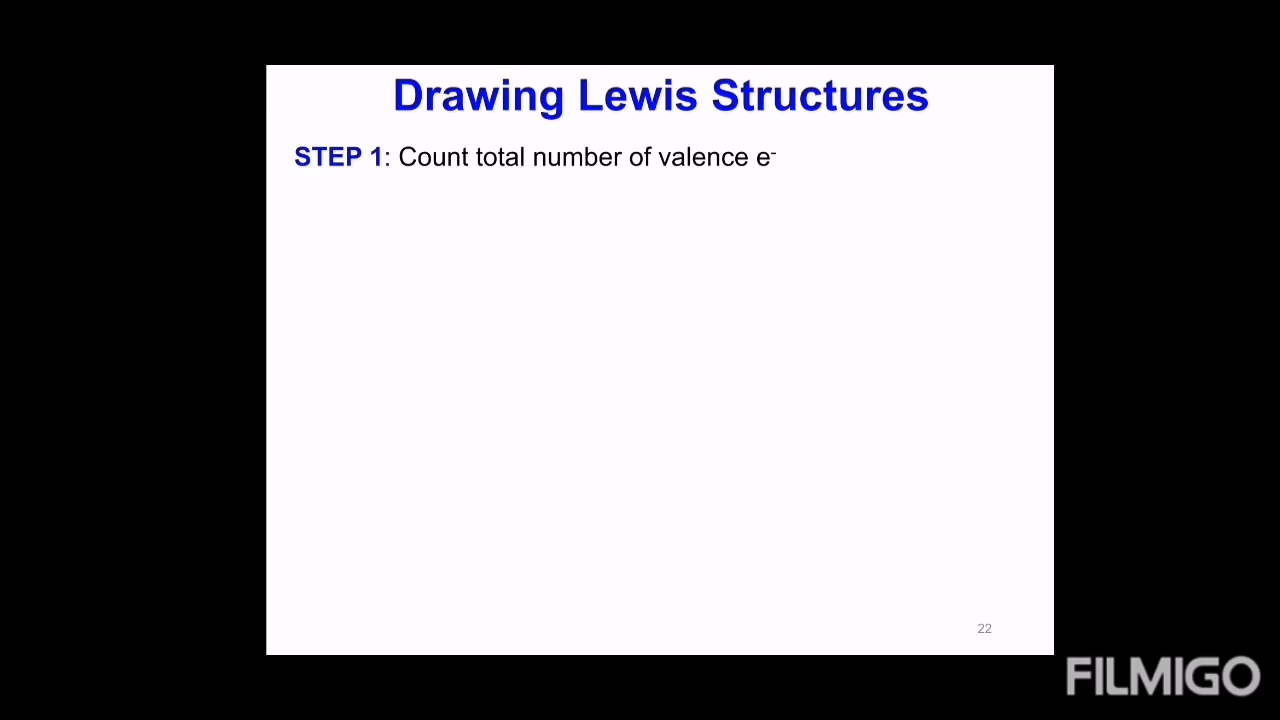 Drawing Lewis Structures
STEP 1: Count total number of valence e⁻
22
FILMIGO